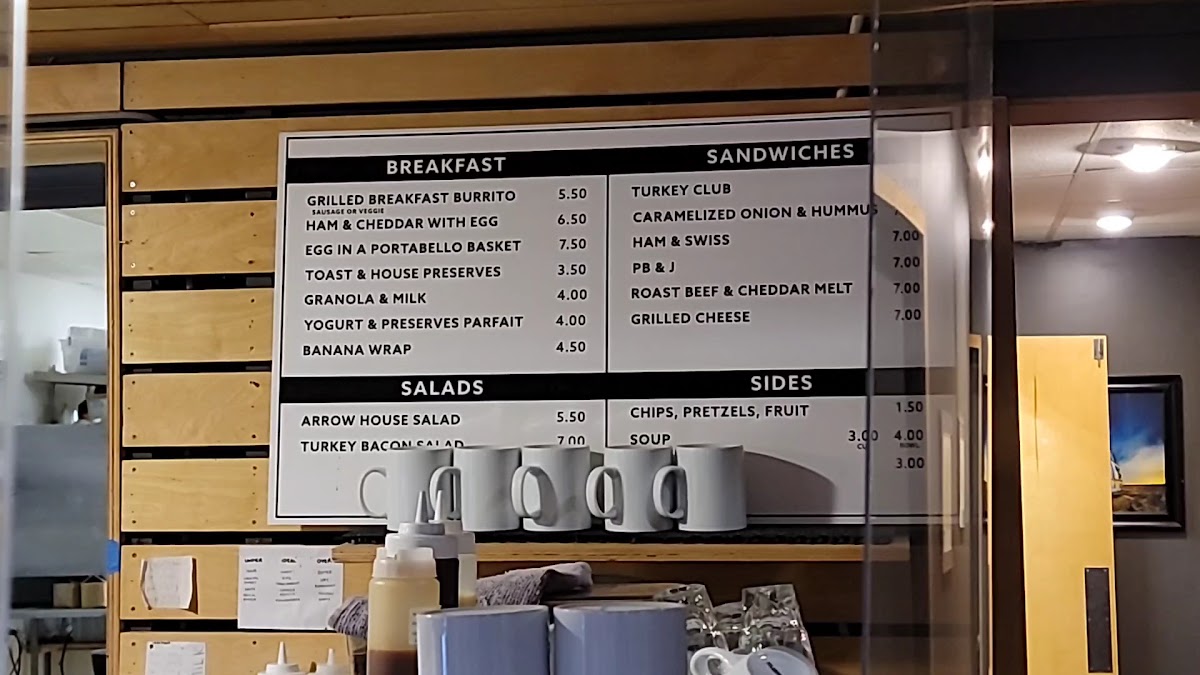 BREAKFAST
GRILLED BREAKFAST BURRITO 5.50
SAUSAGE OR VEGGIE
HAM & CHEDDAR WITH EGG 6.50
EGG IN A PORTABELLO BASKET 7.50
TOAST & HOUSE PRESERVES 3.50
GRANOLA & MILK 4.00
YOGURT & PRESERVES PARFAIT 4.00
BANANA WRAP 4.50
SANDWICHES
TURKEY CLUB
CARAMELIZED ONION & HUMMUS
HAM & SWISS 7.00
PB & J 7.00
ROAST BEEF & CHEDDAR MELT 7.00
GRILLED CHEESE 7.00
SALADS
ARROW HOUSE SALAD 5.50
TURKEY BACON SALAD 7.00
SIDES
CHIPS, PRETZELS, FRUIT 1.50
SOUP 3.00 4.00
BOWL
3.00